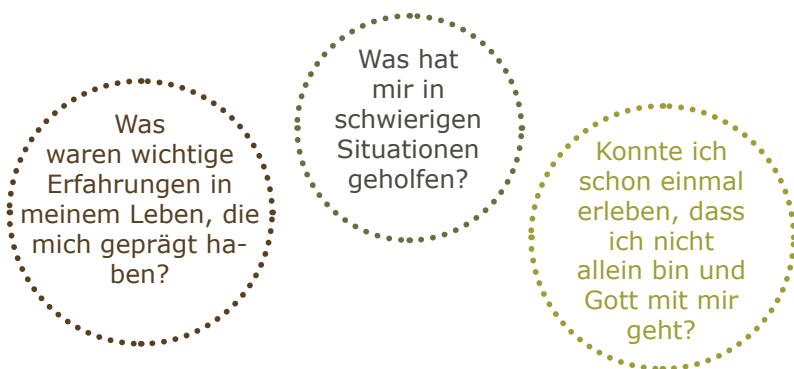 Was
waren wichtige
Erfahrungen in
meinem Leben, die
mich geprägt ha-
ben?
Was hat
mir in
schwierigen
Situationen
geholfen?
Konnte ich
schon einmal
erleben, dass
ich nicht
allein bin und
Gott mit mir
geht?